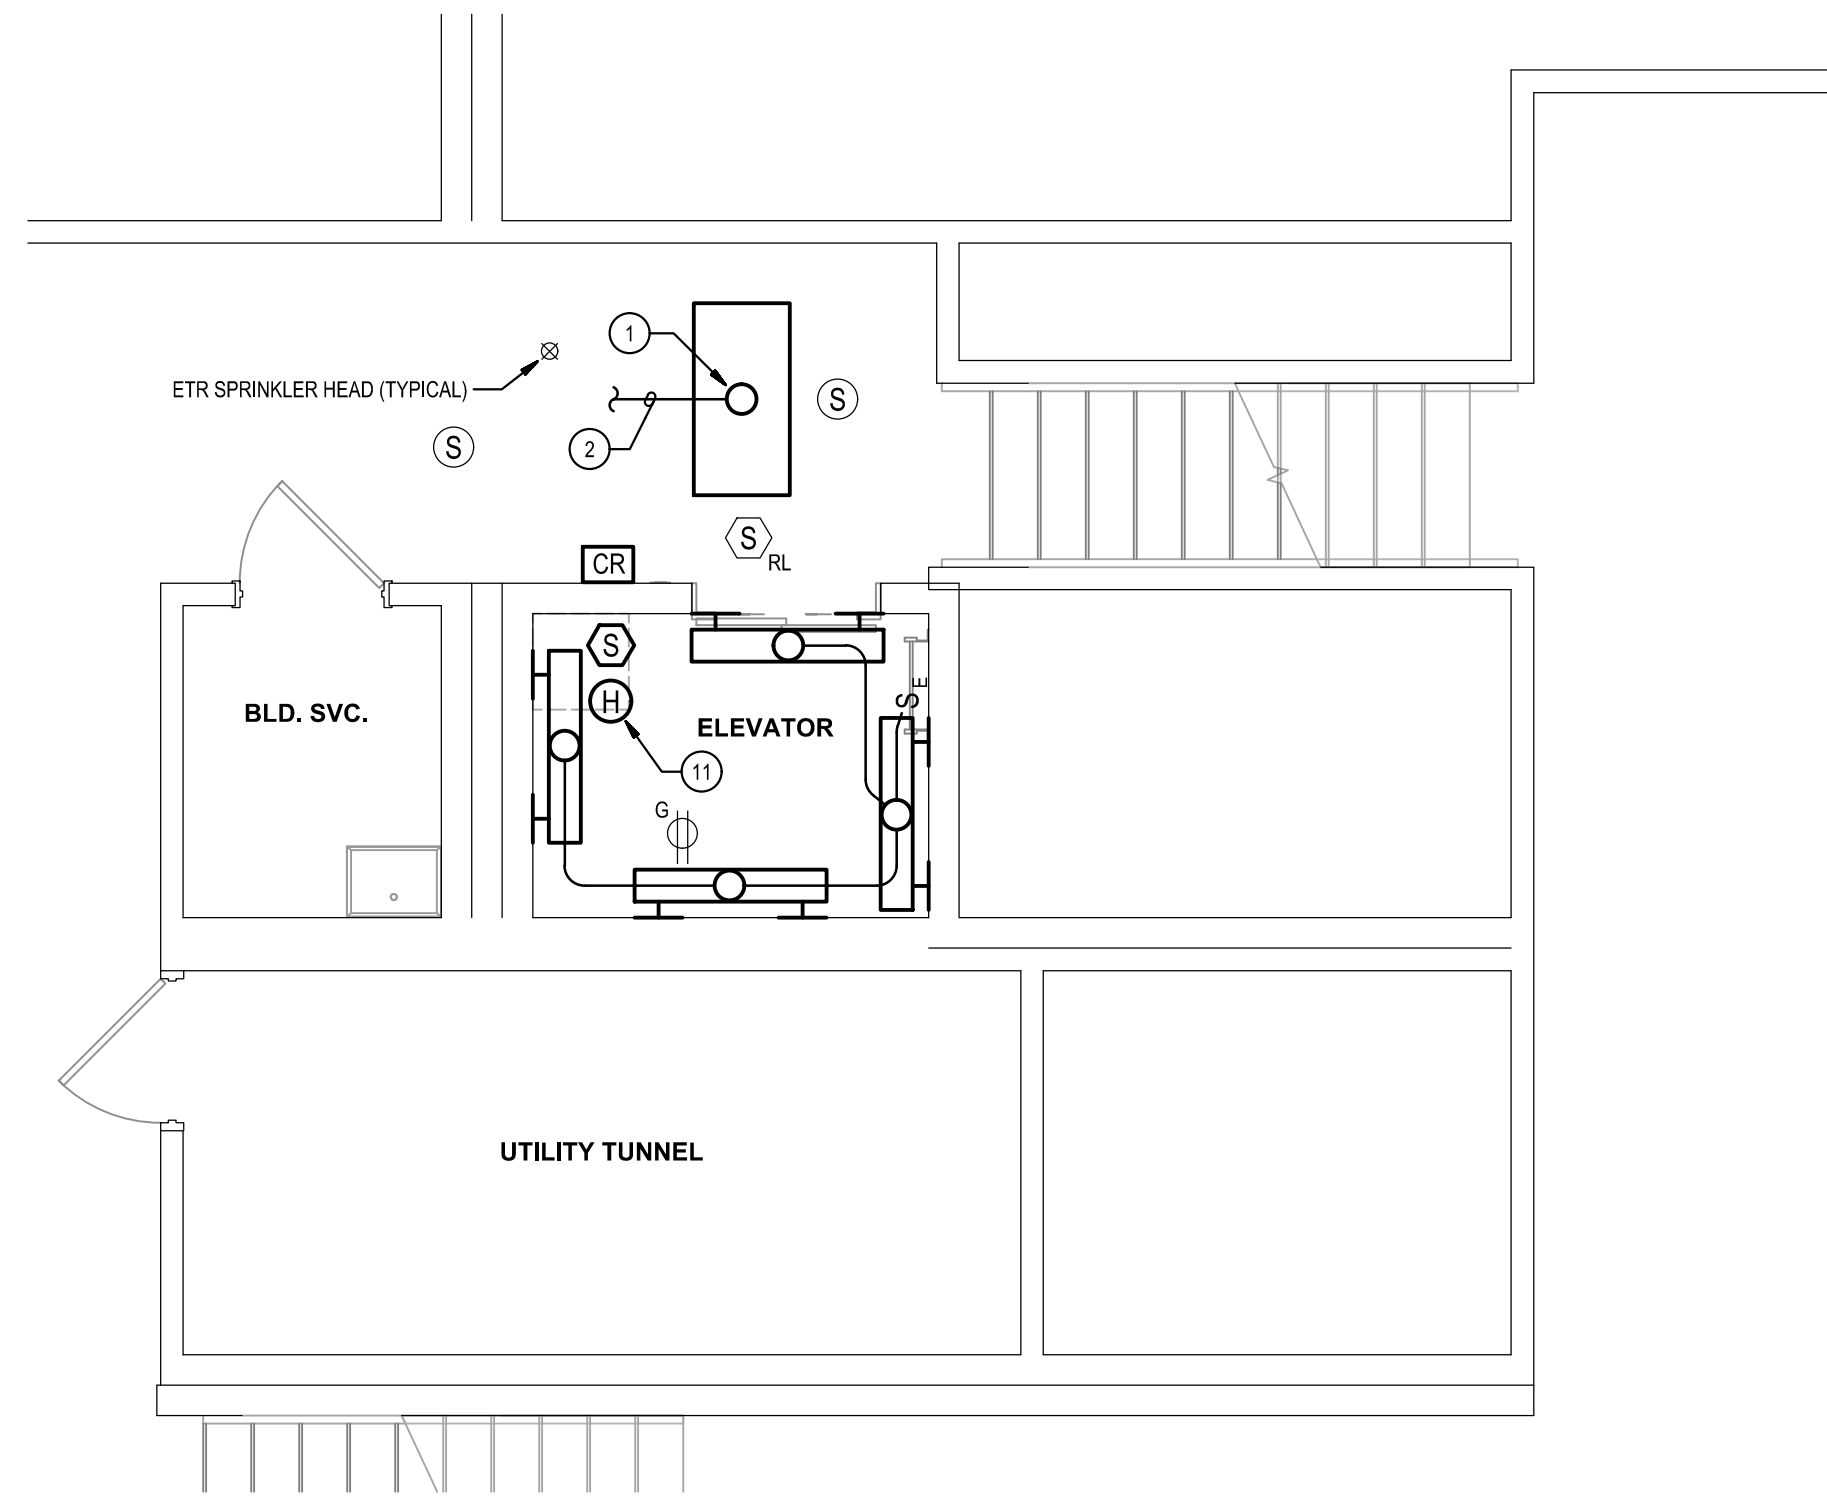 1
ETR SPRINKLER HEAD (TYPICAL)
S
S
2
S
RL
CR
S
H
E
S
BLD. SVC.
ELEVATOR
11
G
UTILITY TUNNEL